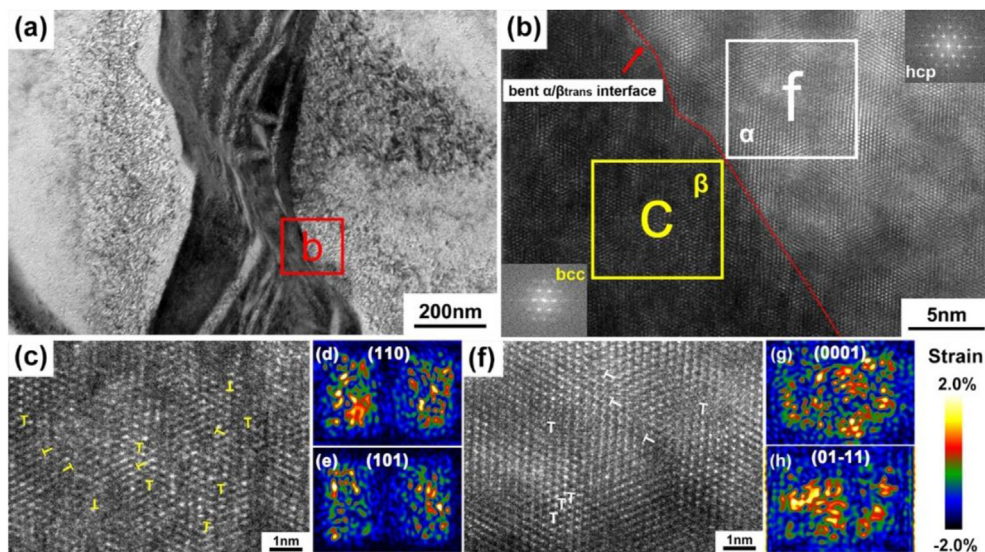 (a)
b
200nm
(b)
bent α/βtrans interface
f
α
hcp
C
β
bcc
5nm
(c)
1nm
(d)
(110)
(e)
(101)
(f)
1nm
(g)
(0001)
(h)
(01-11)
Strain
2.0%
-2.0%